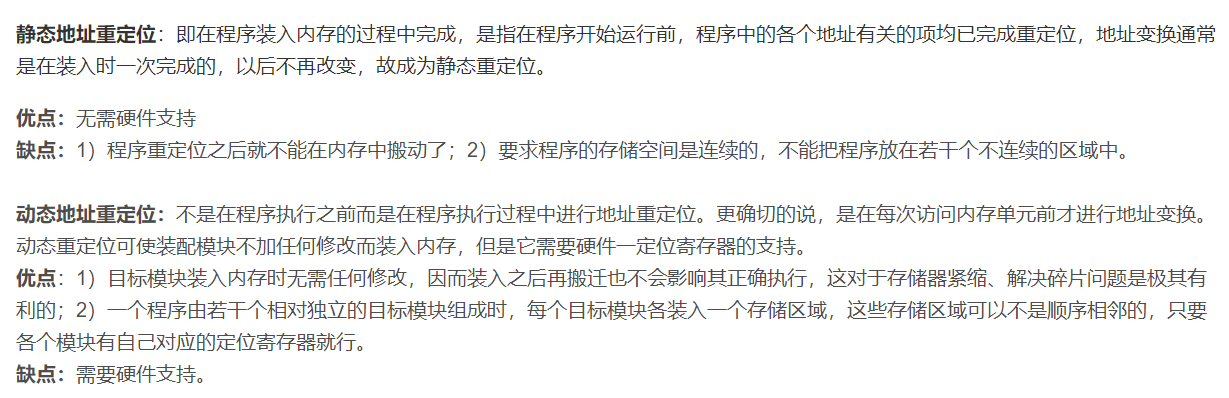 静态地址重定位：即在程序装入内存的过程中完成，是指在程序开始运行前，程序中的各个地址有关的项均已完成重定位，地址变换通常
是在装入时一次完成的，以后不再改变，故成为静态重定位。
优点：无需硬件支持
缺点：1）程序重定位之后就不能在内存中搬动了；2）要求程序的存储空间是连续的，不能把程序放在若干个不连续的区域中。
动态地址重定位：不是在程序执行之前而是在程序执行过程中进行地址重定位。更确切的说，是在每次访问内存单元前才进行地址变换。
动态重定位可使装配模块不加任何修改而装入内存，但是它需要硬件一定位寄存器的支持。
优点：1）目标模块装入内存时无需任何修改，因而装入之后再搬迁也不会影响其正确执行，这对于存储器紧缩、解决碎片问题是极其有
利的；2）一个程序由若干个相对独立的目标模块组成时，每个目标模块各装入一个存储区域，这些存储区域可以不是顺序相邻的，只要
各个模块有自己对应的定位寄存器就行。
缺点：需要硬件支持。